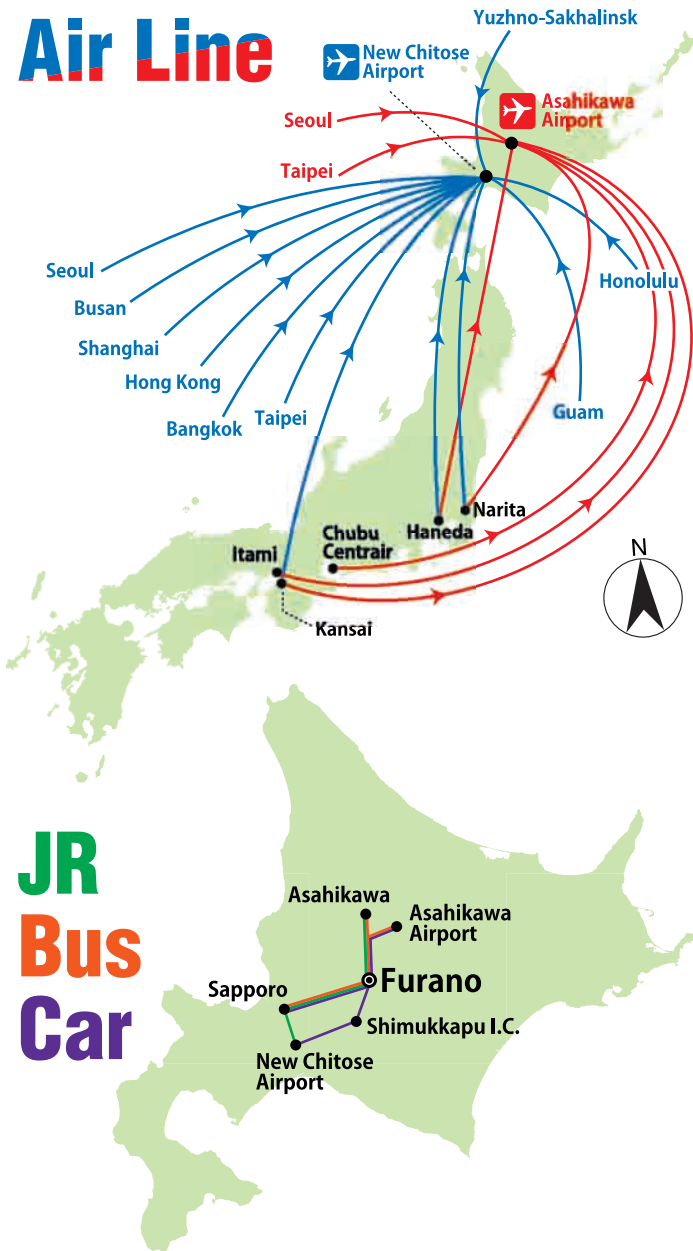 Air Line
Yuzhno-Sakhalinsk
New Chitose
Airport
Asahikawa
Airport
Seoul
Taipei
Seoul
Busan
Shanghai
Hong Kong
Bangkok
Taipei
Honolulu
Guam
Narita
Haneda
Chubu
Centrair
Itami
Kansai
N
JR
Bus
Car
Asahikawa
Asahikawa
Airport
Furano
Sapporo
Shimukkapu I.C.
New Chitose
Airport